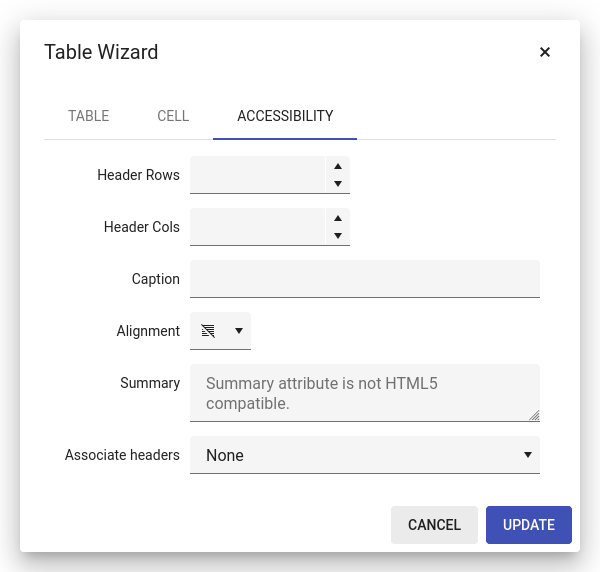 Table Wizard
TABLE CELL ACCESSIBILITY
Header Rows
Header Cols
Caption
Alignment
Summary Summary attribute is not HTML5
compatible.
Associate headers None
CANCEL UPDATE